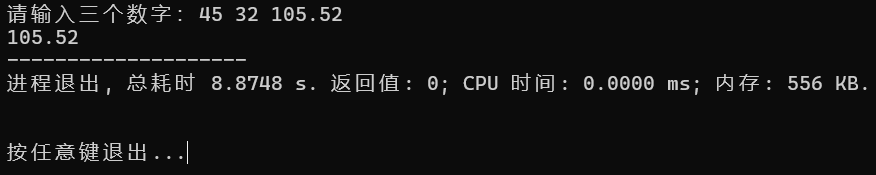 请输入三个数字: 45 32 105.52
105.52
--------------------
进程退出, 总耗时 8.8748 s. 返回值: 0; CPU 时间: 0.0000 ms; 内存: 556 KB.
按任意键退出...